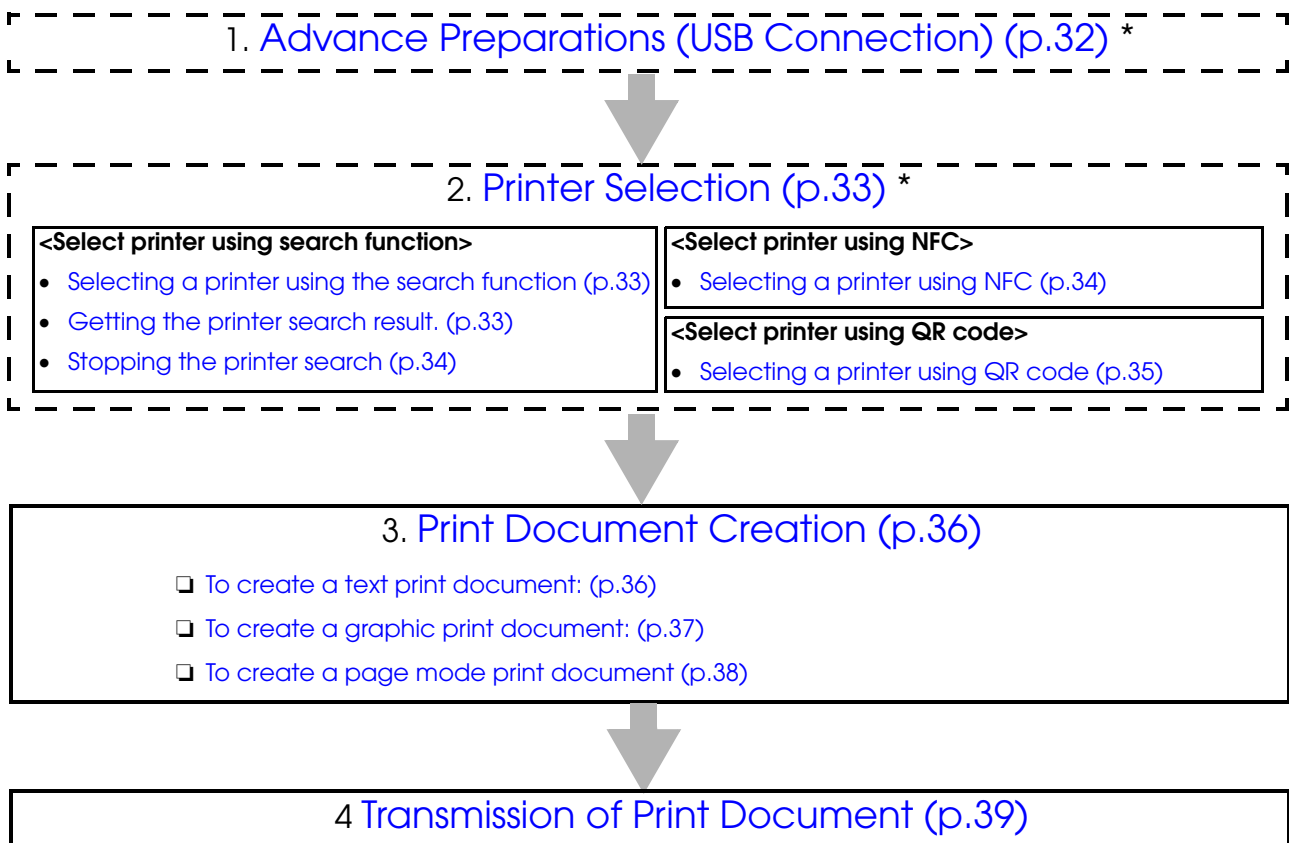 1. Advance Preparations (USB Connection) (p.32) *
2. Printer Selection (p.33) *
<Select printer using search function>
• Selecting a printer using the search function (p.33)
• Getting the printer search result. (p.33)
• Stopping the printer search (p.34)
<Select printer using NFC>
• Selecting a printer using NFC (p.34)
<Select printer using QR code>
• Selecting a printer using QR code (p.35)
3. Print Document Creation (p.36)
❏ To create a text print document: (p.36)
❏ To create a graphic print document: (p.37)
❏ To create a page mode print document (p.38)
4 Transmission of Print Document (p.39)